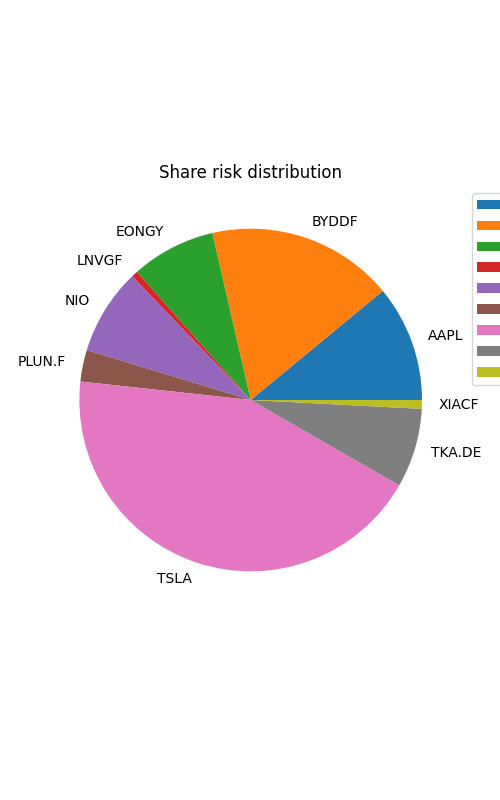 Share risk distribution
BYDDF
EONGY
LNVGF
NIO
AAPL
PLUN.F
XIACF
TKA.DE
TSLA